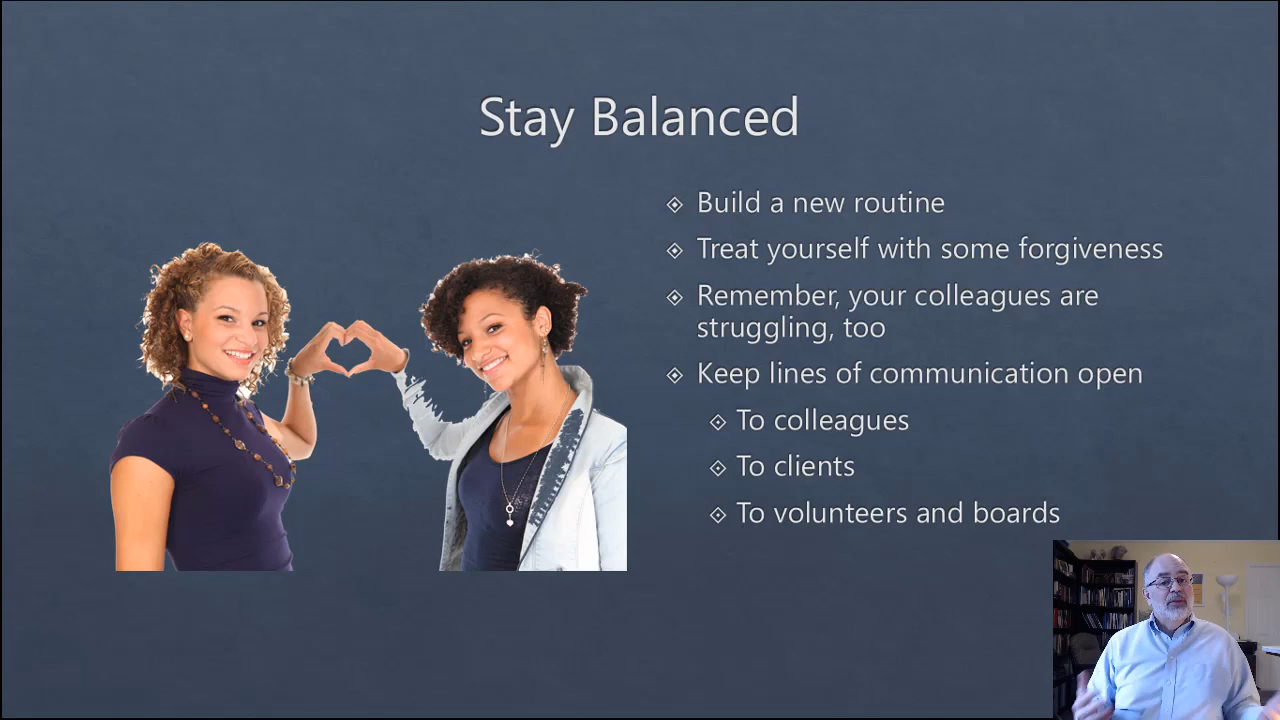 Stay Balanced
Build a new routine
Treat yourself with some forgiveness
Remember, your colleagues are
struggling, too
Keep lines of communication open
To colleagues
To clients
To volunteers and boards